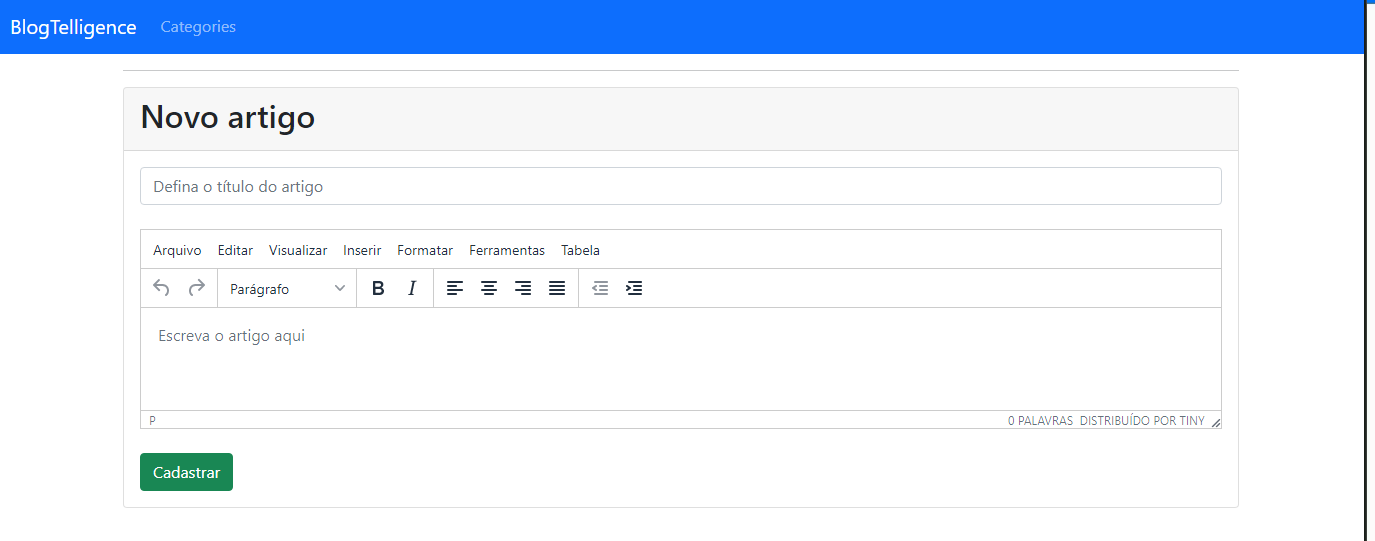 BlogTelligence Categories
Novo artigo
Defina o título do artigo
Arquivo Editar Visualizar Inserir Formatar Ferramentas Tabela
Parágrafo B I
Escreva o artigo aqui
P 0 PALAVRAS DISTRIBUÍDO POR TINY
Cadastrar